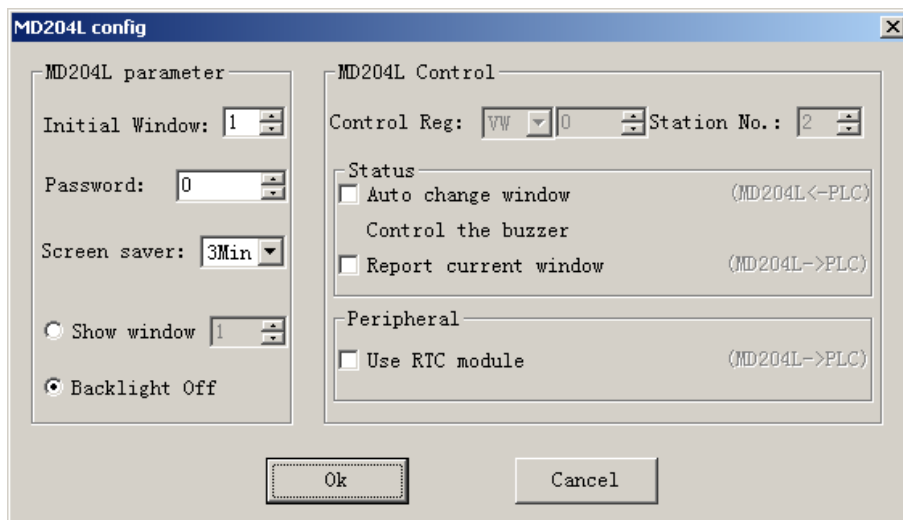 MD204L config
MD204L parameter
Initial Window: 1
Password: 0
Screen saver: 3Min
Show window 1
Backlight Off
MD204L Control
Control Reg: VW 0 Station No.: 2
Status
Auto change window (MD204L<-PLC)
Control the buzzer
Report current window (MD204L->PLC)
Peripheral
Use RTC module (MD204L->PLC)
Ok Cancel